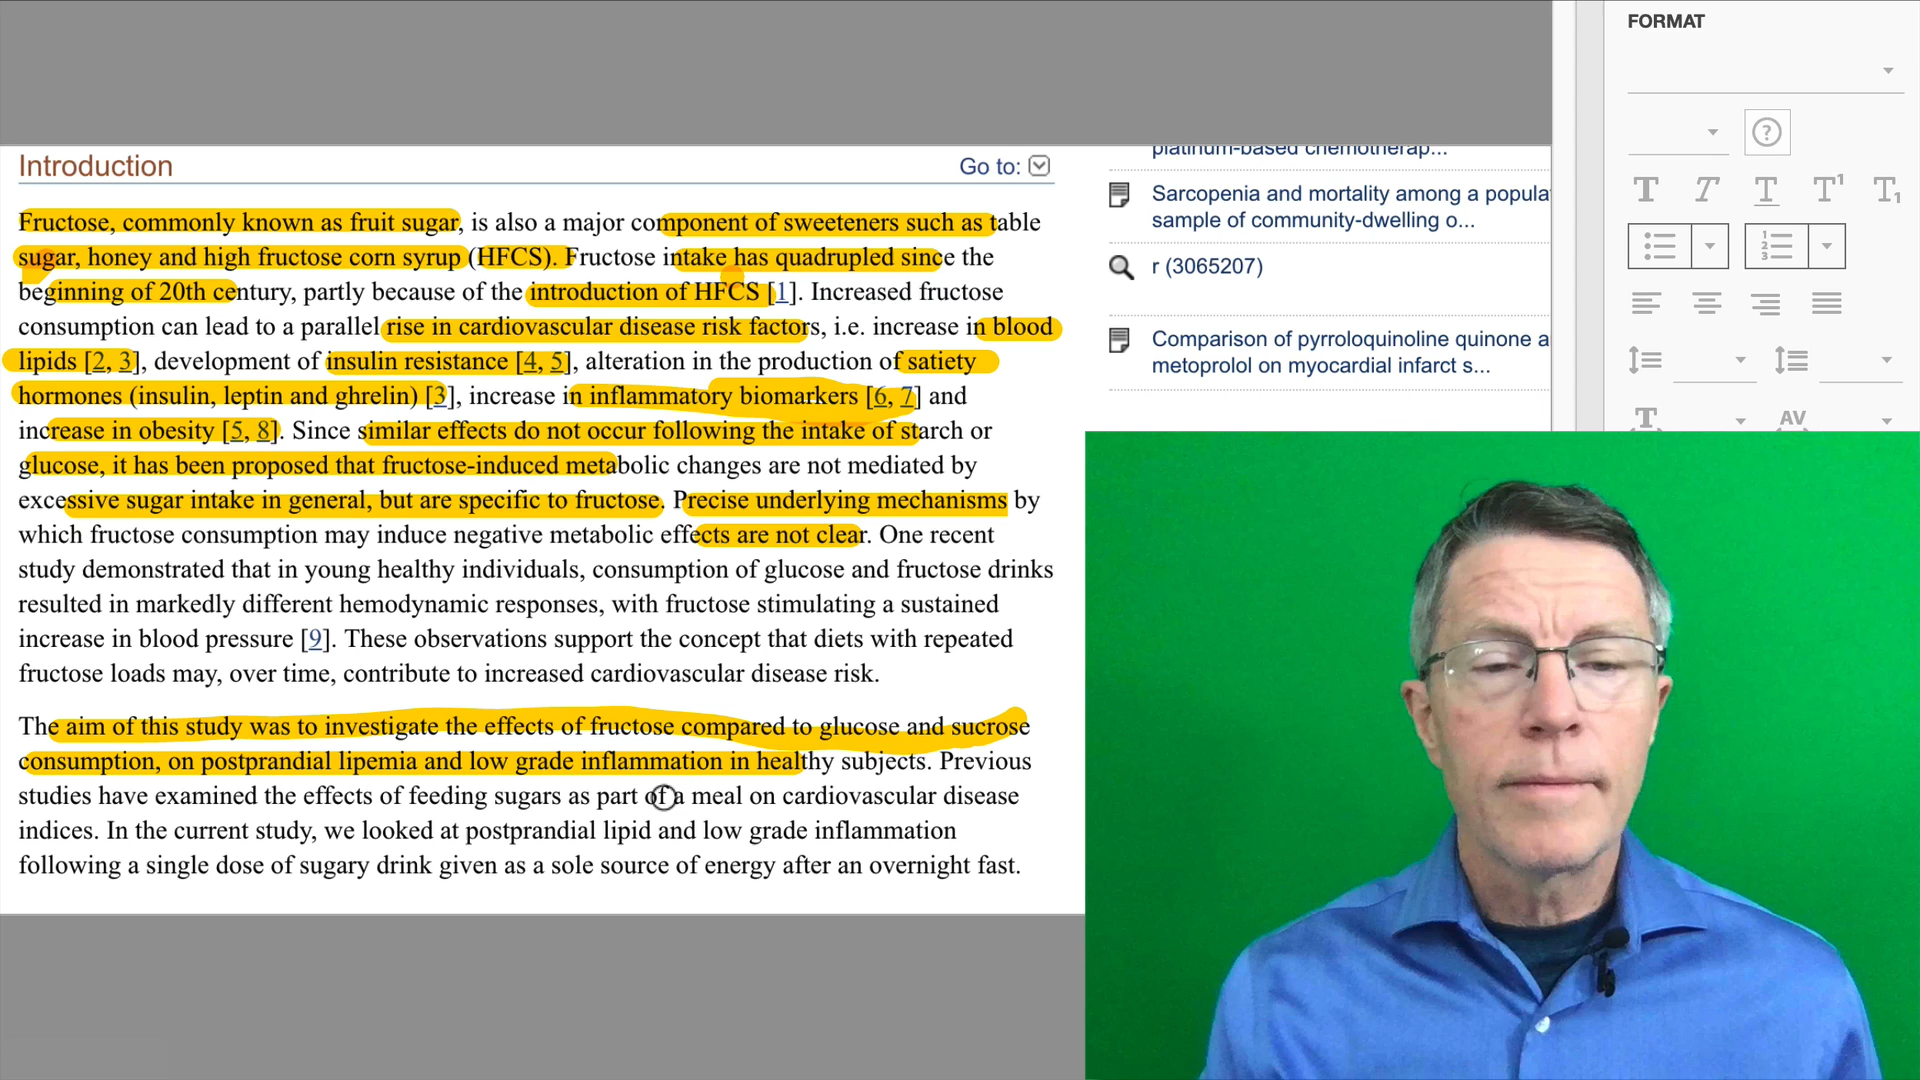 FORMAT
Introduction
Go to:
Fructose, commonly known as fruit sugar, is also a major component of sweeteners such as table
sugar, honey and high fructose corn syrup (HFCS). Fructose intake has quadrupled since the
beginning of 20th century, partly because of the introduction of HFCS [1]. Increased fructose
consumption can lead to a parallel rise in cardiovascular disease risk factors, i.e. increase in blood
lipids [2, 3], development of insulin resistance [4, 5], alteration in the production of satiety
hormones (insulin, leptin and ghrelin) [3], increase in inflammatory biomarkers [6, 7] and
increase in obesity [5, 8]. Since similar effects do not occur following the intake of starch or
glucose, it has been proposed that fructose-induced metabolic changes are not mediated by
excessive sugar intake in general, but are specific to fructose. Precise underlying mechanisms by
which fructose consumption may induce negative metabolic effects are not clear. One recent
study demonstrated that in young healthy individuals, consumption of glucose and fructose drinks
resulted in markedly different hemodynamic responses, with fructose stimulating a sustained
increase in blood pressure [9]. These observations support the concept that diets with repeated
fructose loads may, over time, contribute to increased cardiovascular disease risk.
The aim of this study was to investigate the effects of fructose compared to glucose and sucrose
consumption, on postprandial lipemia and low grade inflammation in healthy subjects. Previous
studies have examined the effects of feeding sugars as part of a meal on cardiovascular disease
indices. In the current study, we looked at postprandial lipid and low grade inflammation
following a single dose of sugary drink given as a sole source of energy after an overnight fast.
platinum-based chemotherap...
Sarcopenia and mortality among a popula
sample of community-dwelling o...
r (3065207)
Comparison of pyrroloquinoline quinone a
metoprolol on myocardial infarct s...
T T T T1 T1
1
2
3
T AV